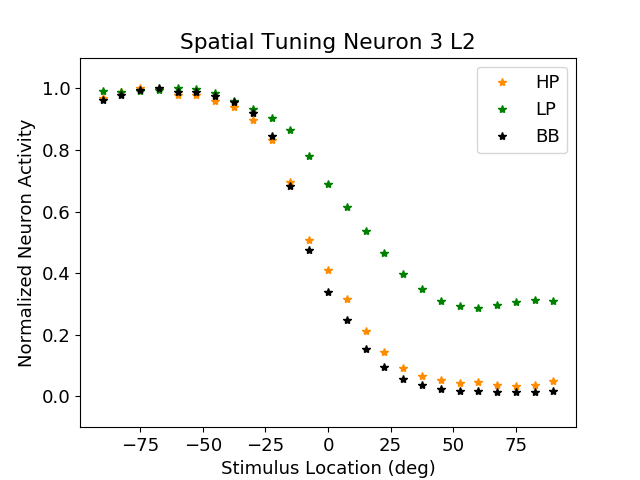 Spatial Tuning Neuron 3 L2
HP
LP
BB
Normalized Neuron Activity
1.0
0.8
0.6
0.4
0.2
0.0
−75 −50 −25 0 25 50 75
Stimulus Location (deg)